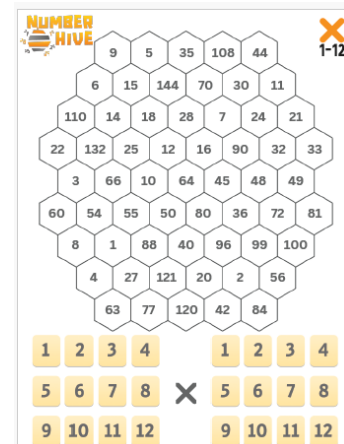 NUMBER
HIVE
×
1-12
9 5 35 108 44
6 15 144 70 30 11
110 14 18 28 7 24 21
22 132 25 12 16 90 32 33
3 66 10 64 45 48 49
60 54 55 50 80 36 72 81
8 1 88 40 96 99 100
4 27 121 20 2 56
63 77 120 42 84
1 2 3 4 1 2 3 4
5 6 7 8 × 5 6 7 8
9 10 11 12 9 10 11 12